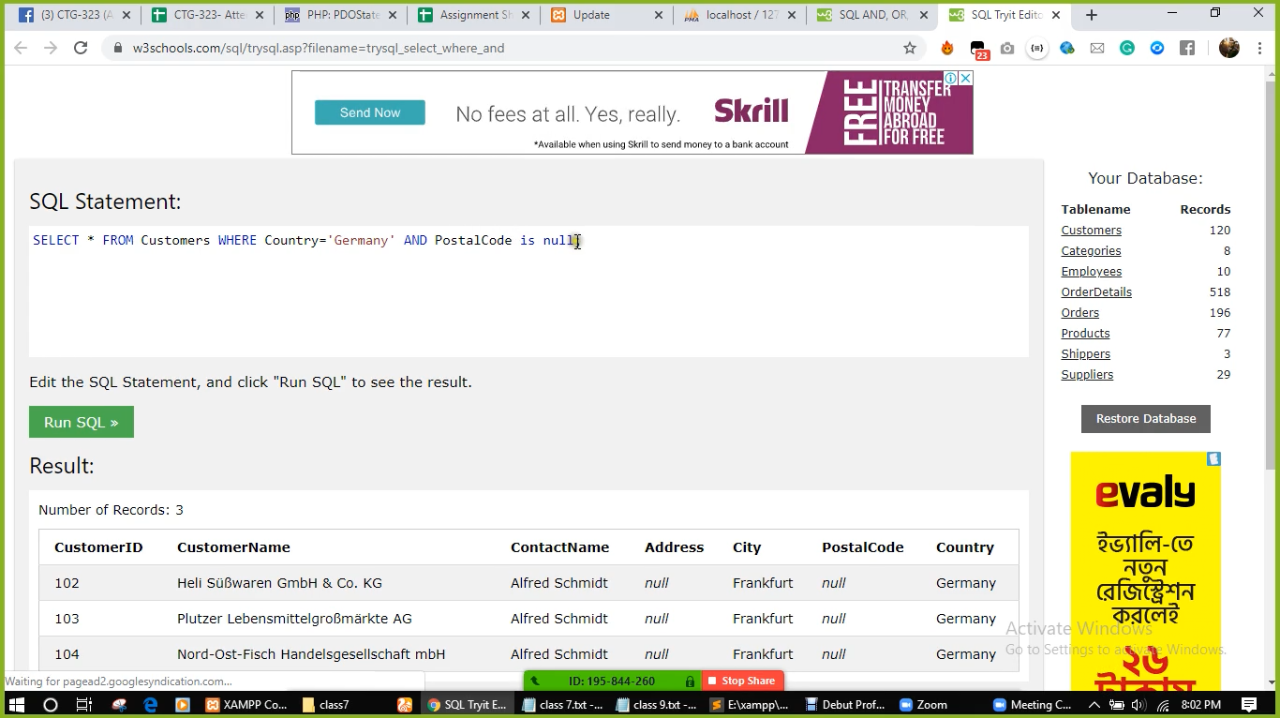 (3) CTG-323 (A
CTG-323- Atte
PHP: PDOState
Assignment Sh
Update
localhost / 127
SQL AND, OR,
SQL Tryit Edito
w3schools.com/sql/trysql.asp?filename=trysql_select_where_and
23
Send Now
No fees at all. Yes, really.
Skrill
*Available when using Skrill to send money to a bank account
FREE
TRANSFER
MONEY
ABROAD
FOR FREE
SQL Statement:
SELECT * FROM Customers WHERE Country='Germany' AND PostalCode is null
Edit the SQL Statement, and click "Run SQL" to see the result.
Run SQL »
Result:
Number of Records: 3
CustomerID CustomerName ContactName Address City PostalCode Country
102 Heli Süßwaren GmbH & Co. KG Alfred Schmidt null Frankfurt null Germany
103 Plutzer Lebensmittelgroßmärkte AG Alfred Schmidt null Frankfurt null Germany
104 Nord-Ost-Fisch Handelsgesellschaft mbH Alfred Schmidt null Frankfurt null Germany
Your Database:
Tablename Records
Customers 120
Categories 8
Employees 10
OrderDetails 518
Orders 196
Products 77
Shippers 3
Suppliers 29
Restore Database
evaly
ইভ্যালি-তে
নতুন
রেজিস্ট্রেশন
করলেই
২৬
Activate Windows
Go to Settings to activate Windows.
Waiting for pagead2.googlesyndication.com...
ID: 195-844-260
Stop Share
XAMPP Co...
class7
SQL Tryit E...
class 7.txt -...
class 9.txt -...
E:\xampp\...
Debut Prof...
Zoom
Meeting C...
8:02 PM